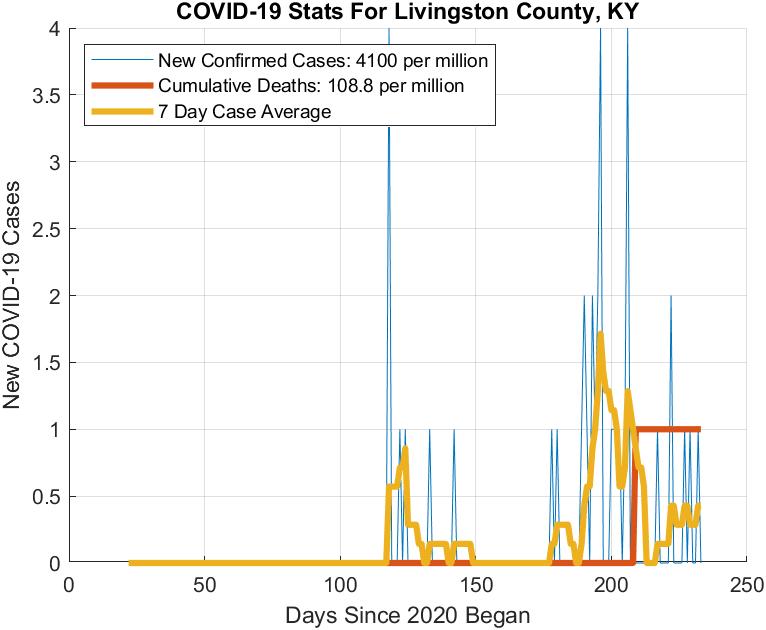 COVID-19 Stats For Livingston County, KY
New Confirmed Cases: 4100 per million
Cumulative Deaths: 108.8 per million
7 Day Case Average
New COVID-19 Cases
4
3.5
3
2.5
2
1.5
1
0.5
0
0 50 100 150 200 250
Days Since 2020 Began